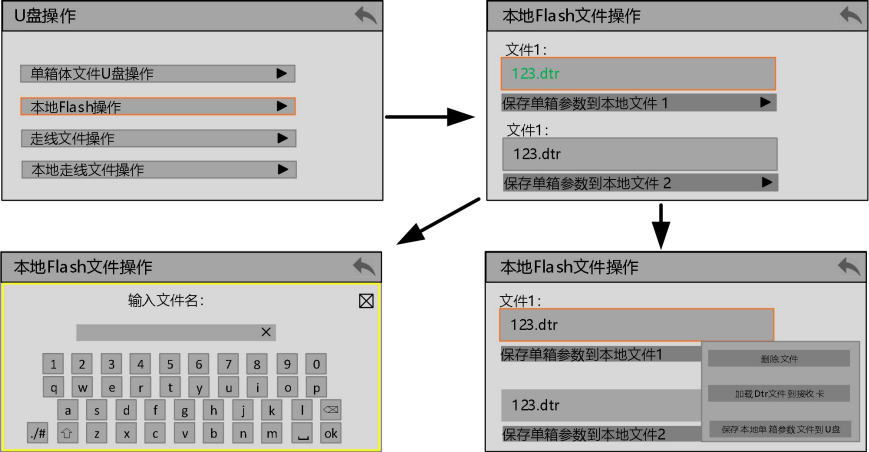 U盘操作
单箱体文件U盘操作
本地Flash操作
走线文件操作
本地走线文件操作
本地Flash文件操作
文件1:
123.dtr
保存单箱参数到本地文件 1
文件1:
123.dtr
保存单箱参数到本地文件 2
本地Flash文件操作
输入文件名:
1 2 3 4 5 6 7 8 9 0
q w e r t y u i o p
a s d f g h j k l
./# z x c v b n m ok
本地Flash文件操作
文件1:
123.dtr
保存单箱参数到本地文件1
123.dtr
保存单箱参数到本地文件2
删除文件
加载Dtr文件到接收卡
保存本地单箱参数文件到U盘